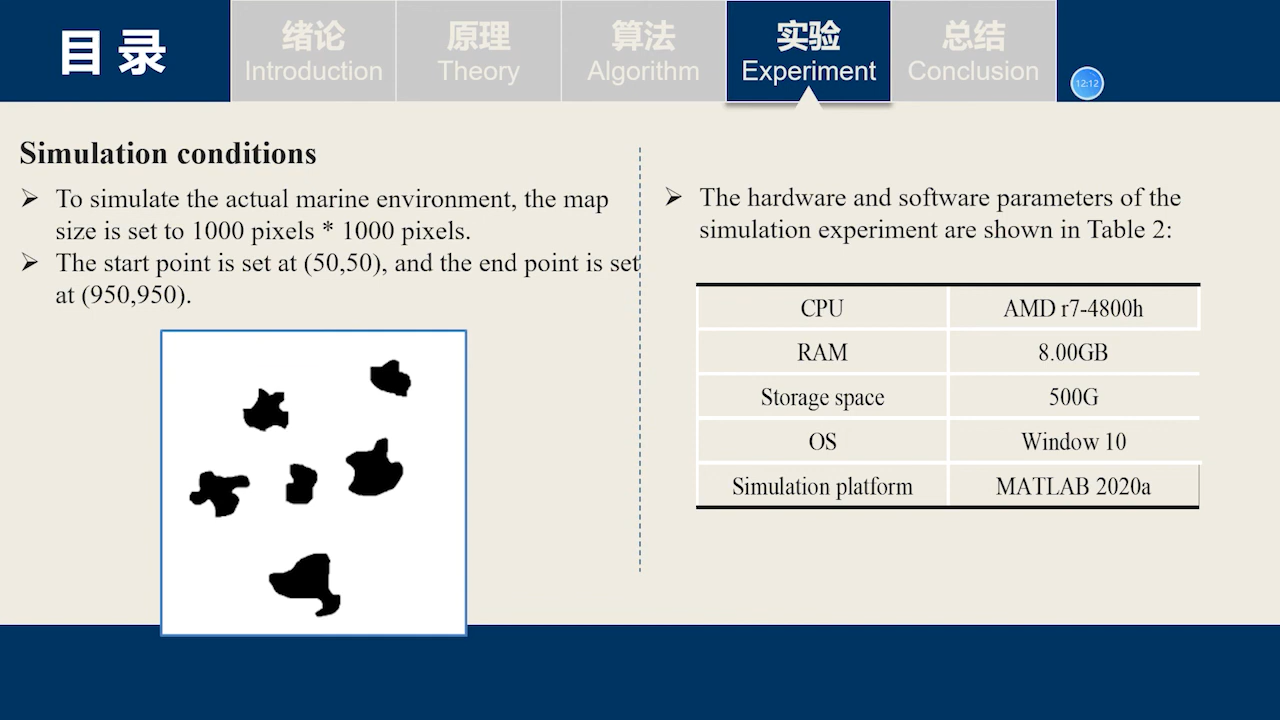 目录
绪论
Introduction
原理
Theory
算法
Algorithm
实验
Experiment
总结
Conclusion
12:12
Simulation conditions
To simulate the actual marine environment, the map
size is set to 1000 pixels * 1000 pixels.
The start point is set at (50,50), and the end point is set
at (950,950).
The hardware and software parameters of the
simulation experiment are shown in Table 2:
CPU AMD r7-4800h
RAM 8.00GB
Storage space 500G
OS Window 10
Simulation platform MATLAB 2020a